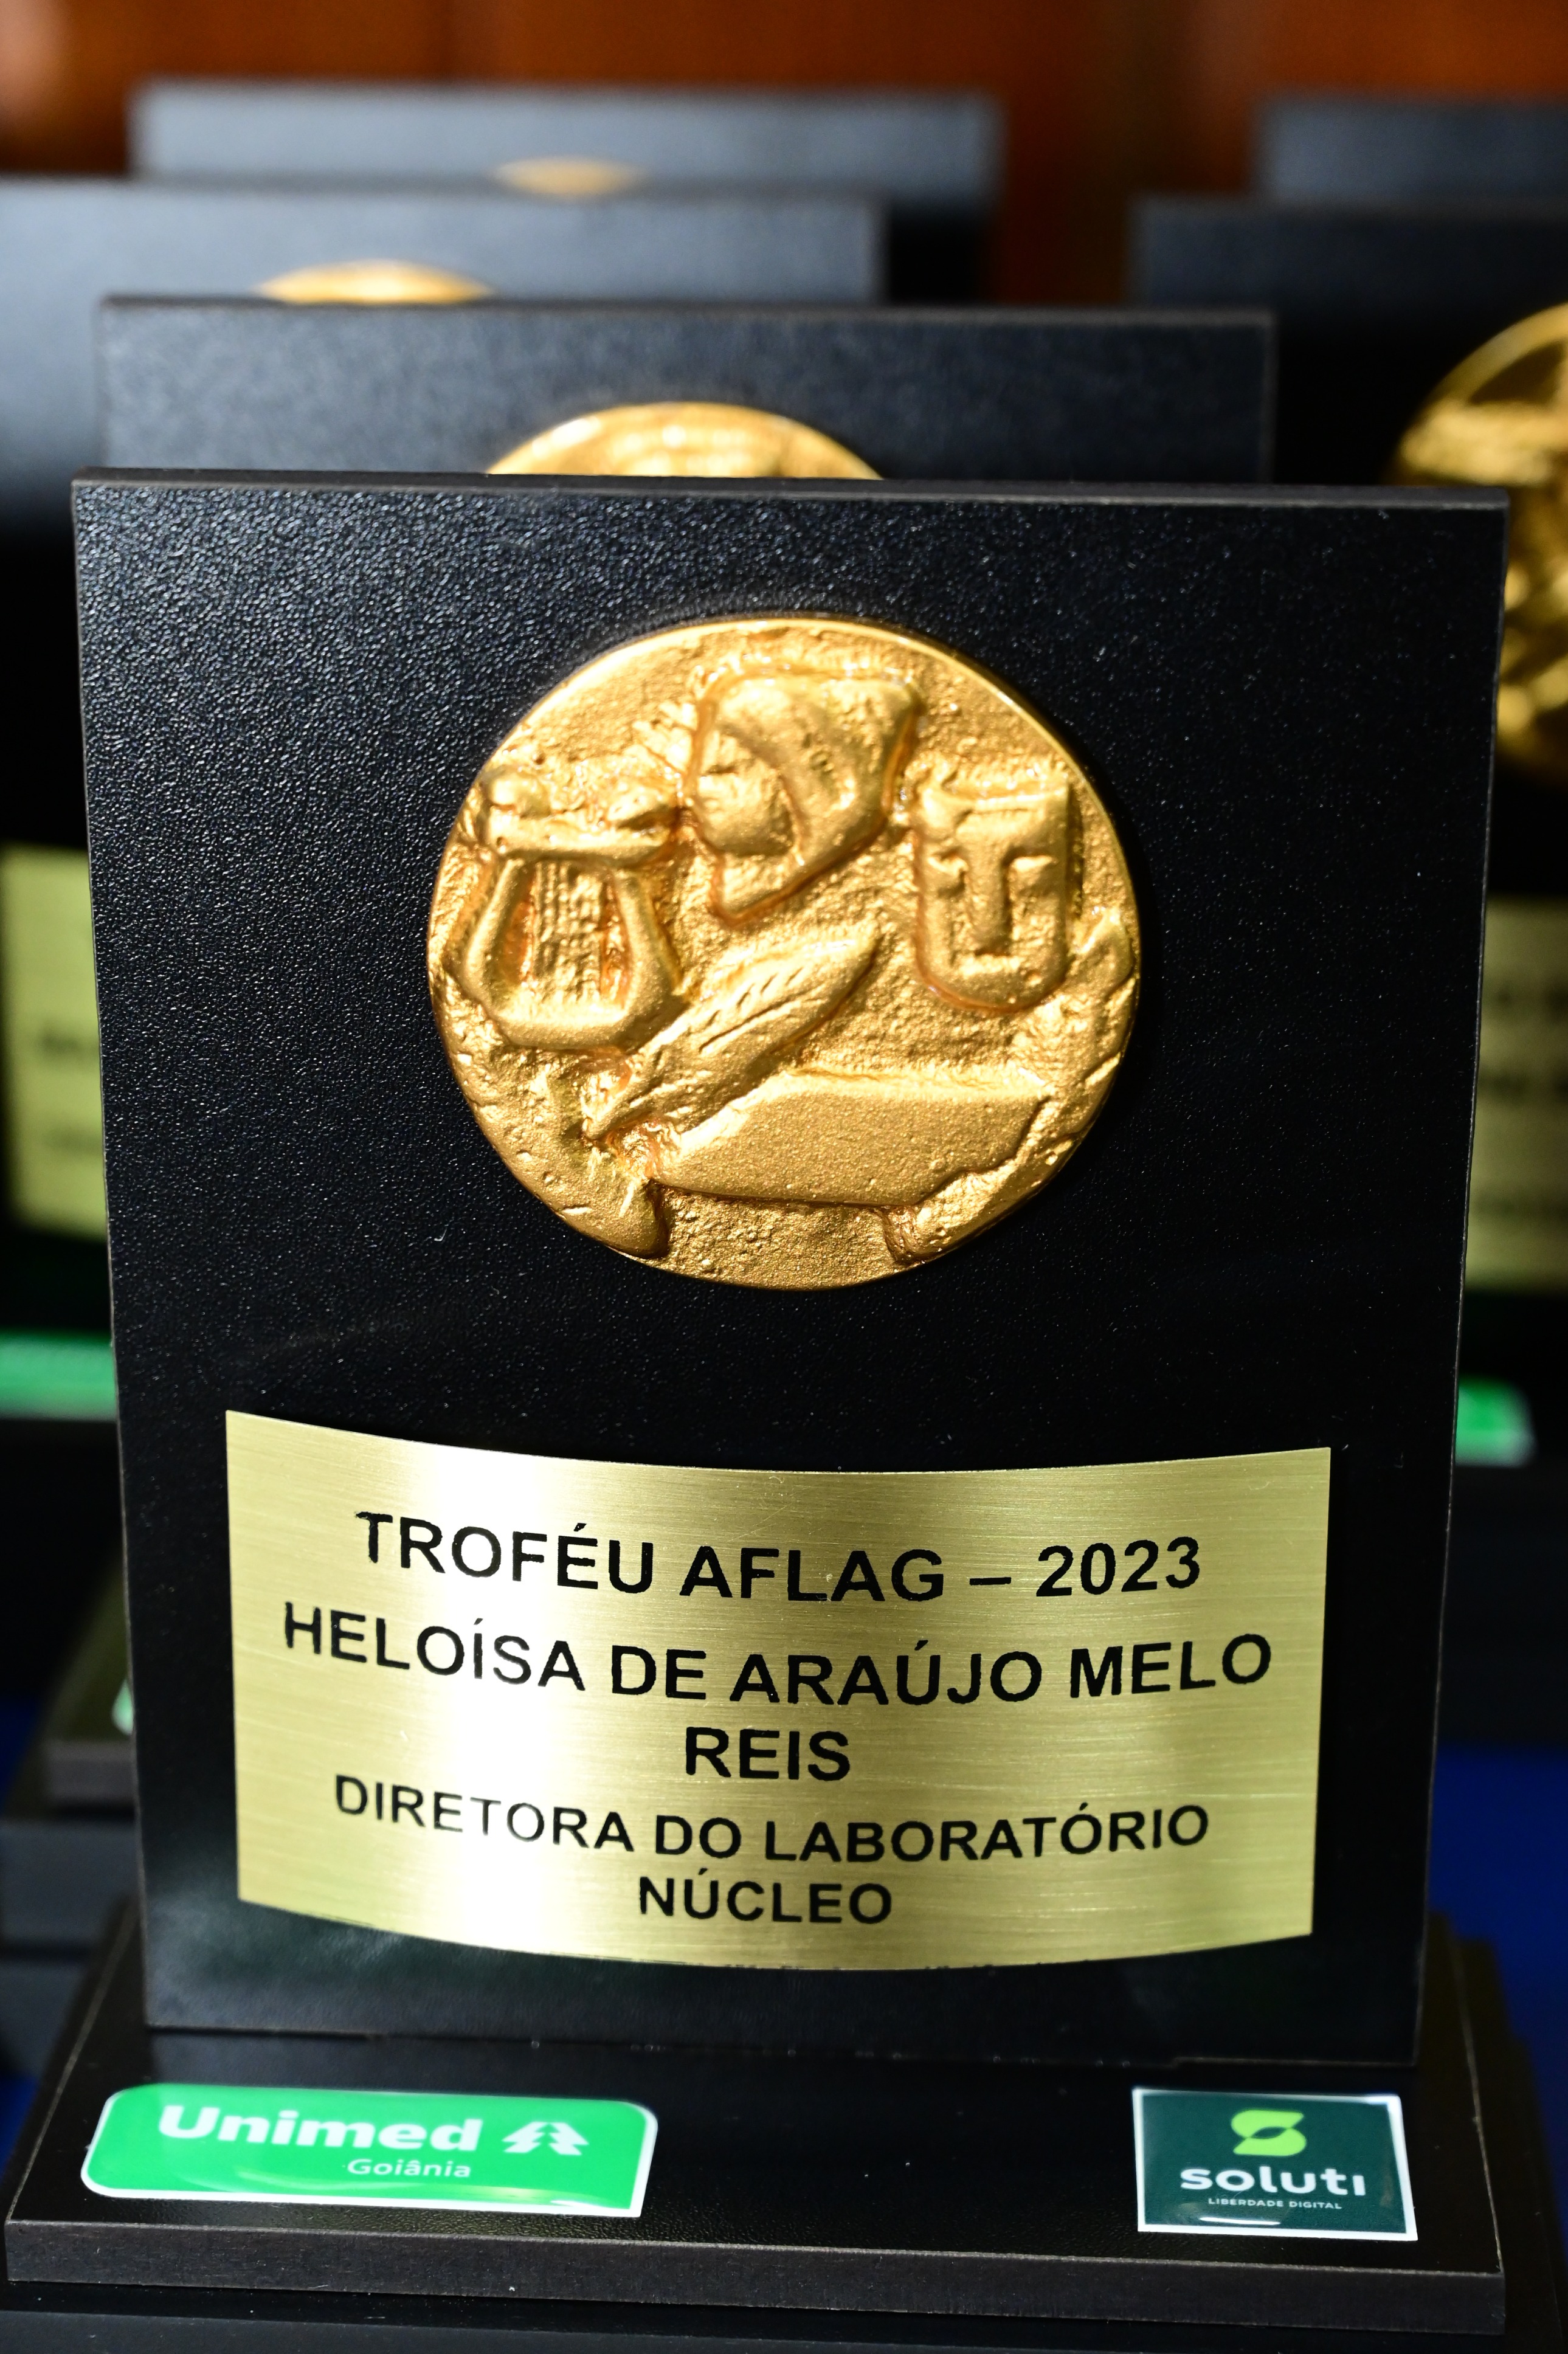 TROFÉU AFLAG – 2023
HELOÍSA DE ARAÚJO MELO
REIS
DIRETORA DO LABORATÓRIO
NÚCLEO
Unimed
Goiânia
soluti
LIBERDADE DIGITAL